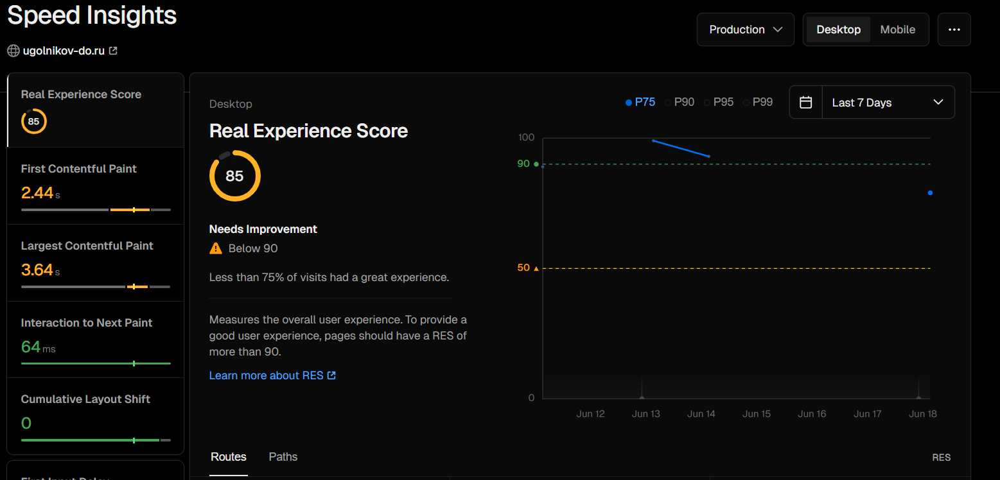 Speed Insights
ugolnikov-do.ru
Production
Desktop
Mobile
Real Experience Score
85
First Contentful Paint
2.44 s
Largest Contentful Paint
3.64 s
Interaction to Next Paint
64 ms
Cumulative Layout Shift
0
First Input Delay
Desktop
Real Experience Score
85
Needs Improvement
Below 90
Less than 75% of visits had a great experience.
Measures the overall user experience. To provide a
good user experience, pages should have a RES of
more than 90.
Learn more about RES
P75 P90 P95 P99
Last 7 Days
100
90
50
0
Jun 12 Jun 13 Jun 14 Jun 15 Jun 16 Jun 17 Jun 18
Routes
Paths
RES